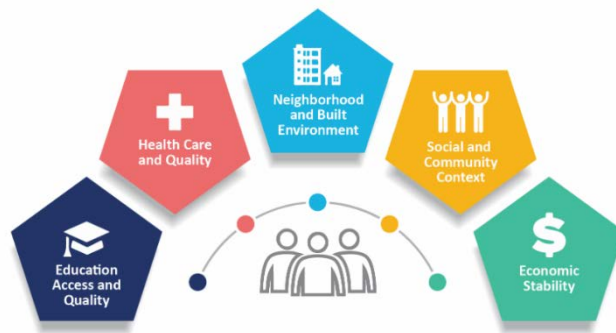 Education
Access and
Quality
Health Care
and Quality
Neighborhood
and Built
Environment
Social and
Community
Context
$
Economic
Stability